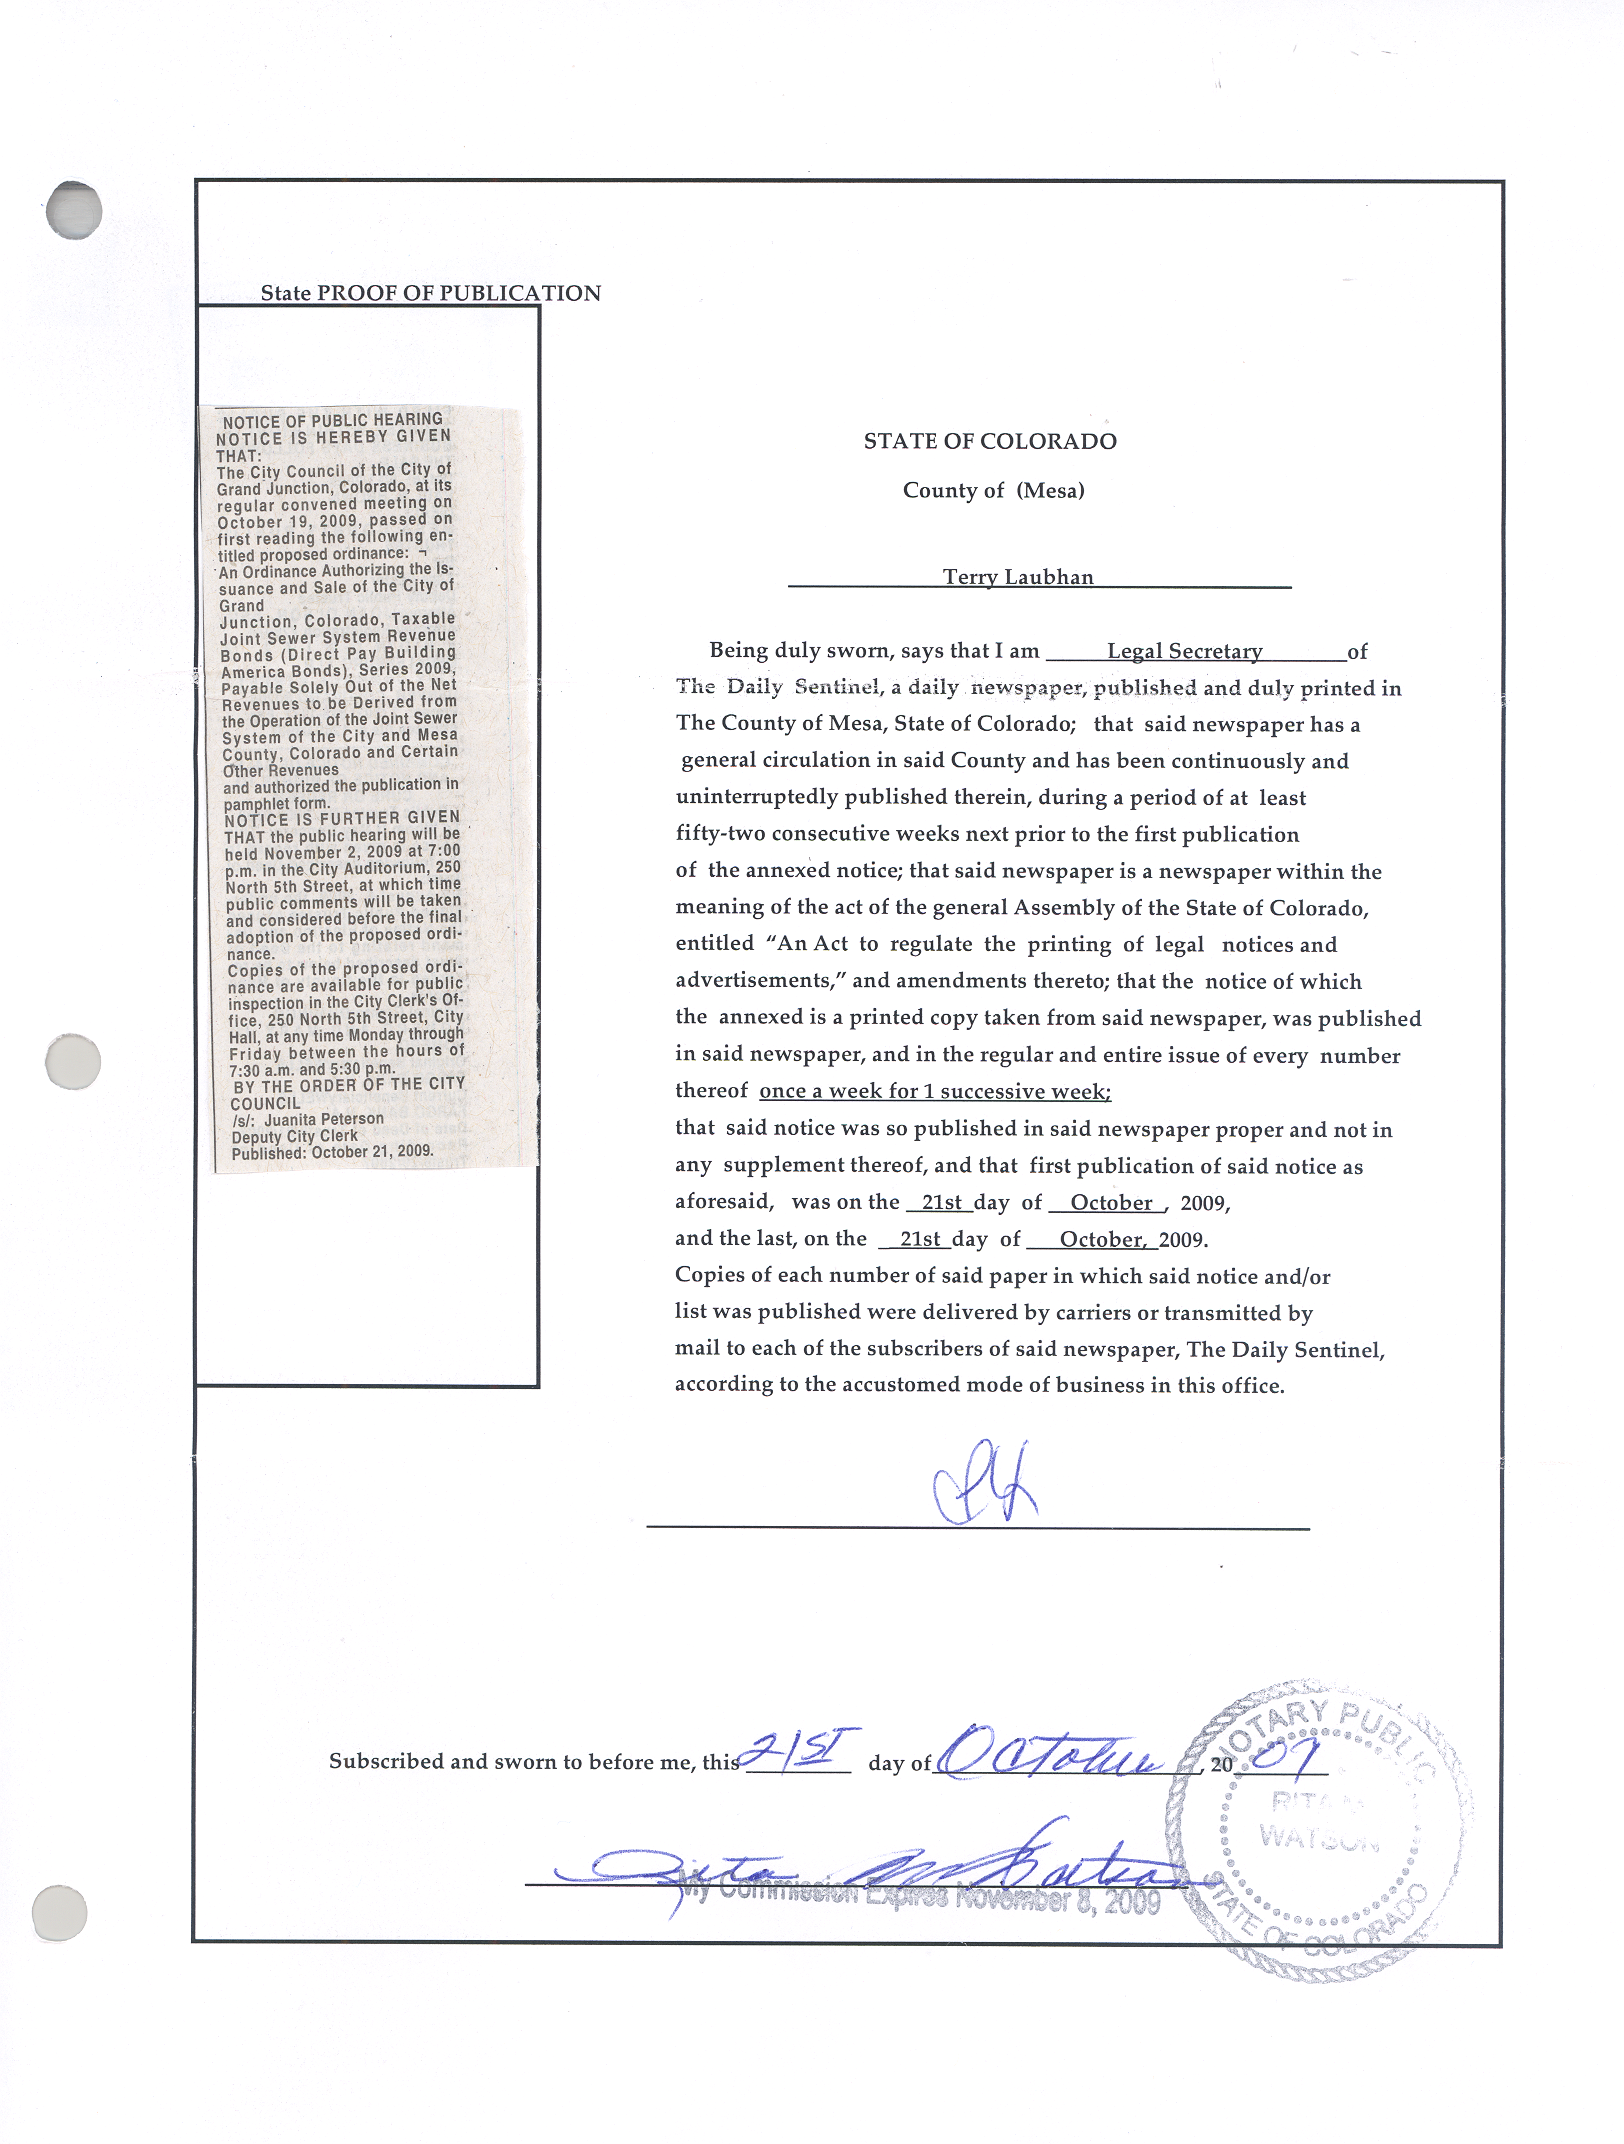 State PROOF OF PUBLICATION
NOTICE OF PUBLIC HEARING
NOTICE IS HEREBY GIVEN
THAT:
The City Council of the City of
Grand Junction, Colorado, at its
regular convened meeting on
October 19, 2009, passed on
first reading the following en-
titled proposed ordinance: ¬
An Ordinance Authorizing the Is-
suance and Sale of the City of
Grand
Junction, Colorado, Taxable
Joint Sewer System Revenue
Bonds (Direct Pay Building
America Bonds), Series 2009,
Payable Solely Out of the Net
Revenues to be Derived from
the Operation of the Joint Sewer
System of the City and Mesa
County, Colorado and Certain
Other Revenues
and authorized the publication in
pamphlet form.
NOTICE IS FURTHER GIVEN
THAT the public hearing will be
held November 2, 2009 at 7:00
p.m. in the City Auditorium, 250
North 5th Street, at which time
public comments will be taken
and considered before the final
adoption of the proposed ordi-
nance.
Copies of the proposed ordi-
nance are available for public
inspection in the City Clerk's Of-
fice, 250 North 5th Street, City
Hall, at any time Monday through
Friday between the hours of
7:30 a.m. and 5:30 p.m.
BY THE ORDER OF THE CITY
COUNCIL
/s/: Juanita Peterson
Deputy City Clerk
Published: October 21, 2009.
STATE OF COLORADO
County of (Mesa)
Terry Laubhan
Being duly sworn, says that I am Legal Secretary of
The Daily Sentinel, a daily newspaper, published and duly printed in
The County of Mesa, State of Colorado; that said newspaper has a
general circulation in said County and has been continuously and
uninterruptedly published therein, during a period of at least
fifty-two consecutive weeks next prior to the first publication
of the annexed notice; that said newspaper is a newspaper within the
meaning of the act of the general Assembly of the State of Colorado,
entitled “An Act to regulate the printing of legal notices and
advertisements,” and amendments thereto; that the notice of which
the annexed is a printed copy taken from said newspaper, was published
in said newspaper, and in the regular and entire issue of every number
thereof once a week for 1 successive week;
that said notice was so published in said newspaper proper and not in
any supplement thereof, and that first publication of said notice as
aforesaid, was on the 21st day of October , 2009,
and the last, on the 21st day of October, 2009.
Copies of each number of said paper in which said notice and/or
list was published were delivered by carriers or transmitted by
mail to each of the subscribers of said newspaper, The Daily Sentinel,
according to the accustomed mode of business in this office.
Subscribed and sworn to before me, this 21ST day of October, 20 09
Rita M Watson
My Commission Expires November 8, 2009
NOTARY PUBLIC
RITA M.
WATSON
STATE OF COLORADO